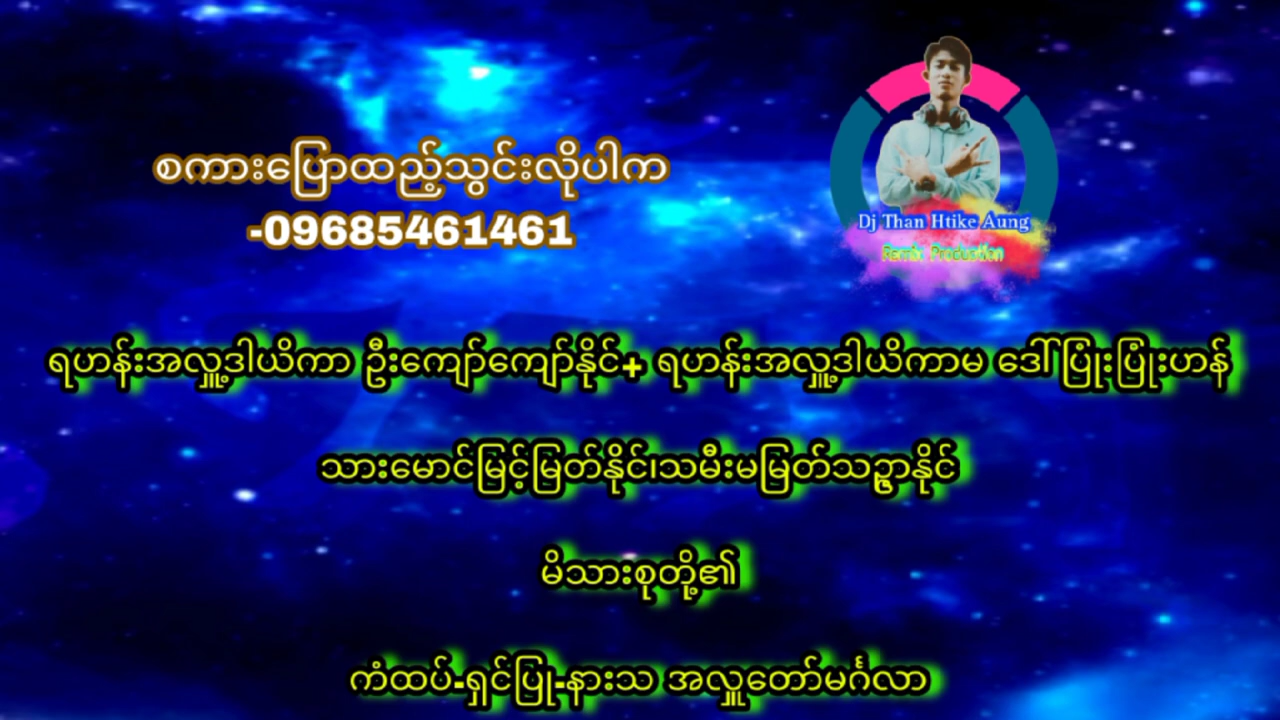 စကားပြောထည့်သွင်းလိုပါက
-09685461461
Dj Than Htike Aung
Remix Production
ရဟန်းအလှူ့ဒါယိကာ ဦးကျော်ကျော်နိုင်+ ရဟန်းအလှူ့ဒါယိကာမ ဒေါ်ပြုံးပြုံးဟန်
သားမောင်မြင့်မြတ်နိုင်၊သမီးမမြတ်သဥ္ဇာနိုင်
မိသားစုတို့၏
ကံထပ်-ရှင်ပြု-နားသ အလှူတော်မင်္ဂလာ